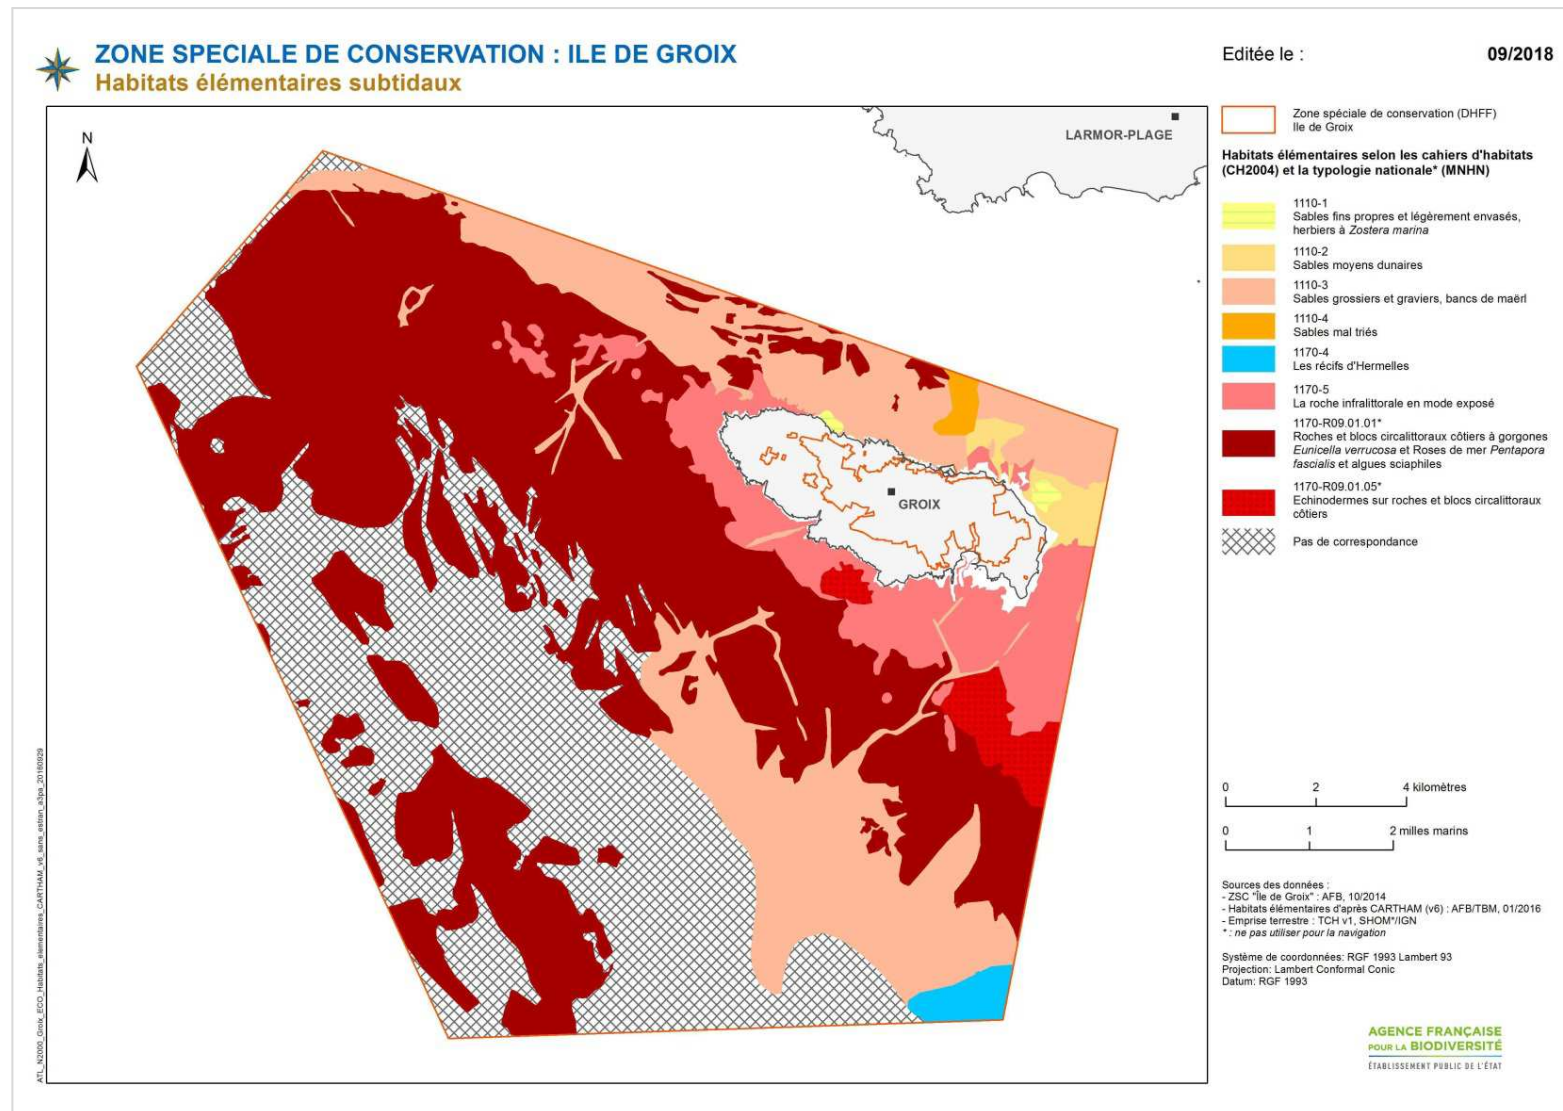 ZONE SPECIALE DE CONSERVATION : ILE DE GROIX
Habitats élémentaires subtidaux
Editée le : 09/2018
N
LARMOR-PLAGE
GROIX
Zone spéciale de conservation (DHFF)
Ile de Groix
Habitats élémentaires selon les cahiers d'habitats
(CH2004) et la typologie nationale* (MNHN)
1110-1
Sables fins propres et légèrement envasés,
herbiers à Zostera marina
1110-2
Sables moyens dunaires
1110-3
Sables grossiers et graviers, bancs de maërl
1110-4
Sables mal triés
1170-4
Les récifs d'Hermelles
1170-5
La roche infralittorale en mode exposé
1170-R09.01.01*
Roches et blocs circalittoraux côtiers à gorgones
Eunicella verrucosa et Roses de mer Pentapora
fascialis et algues sciaphiles
1170-R09.01.05*
Echinodermes sur roches et blocs circalittoraux
côtiers
Pas de correspondance
0 2 4 kilomètres
0 1 2 milles marins
Sources des données :
- ZSC "Île de Groix" : AFB, 10/2014
- Habitats élémentaires d'après CARTHAM (v6) : AFB/TBM, 01/2016
- Emprise terrestre : TCH v1, SHOM*/IGN
* : ne pas utiliser pour la navigation
Système de coordonnées: RGF 1993 Lambert 93
Projection: Lambert Conformal Conic
Datum: RGF 1993
AGENCE FRANÇAISE
POUR LA BIODIVERSITÉ
ÉTABLISSEMENT PUBLIC DE L'ÉTAT